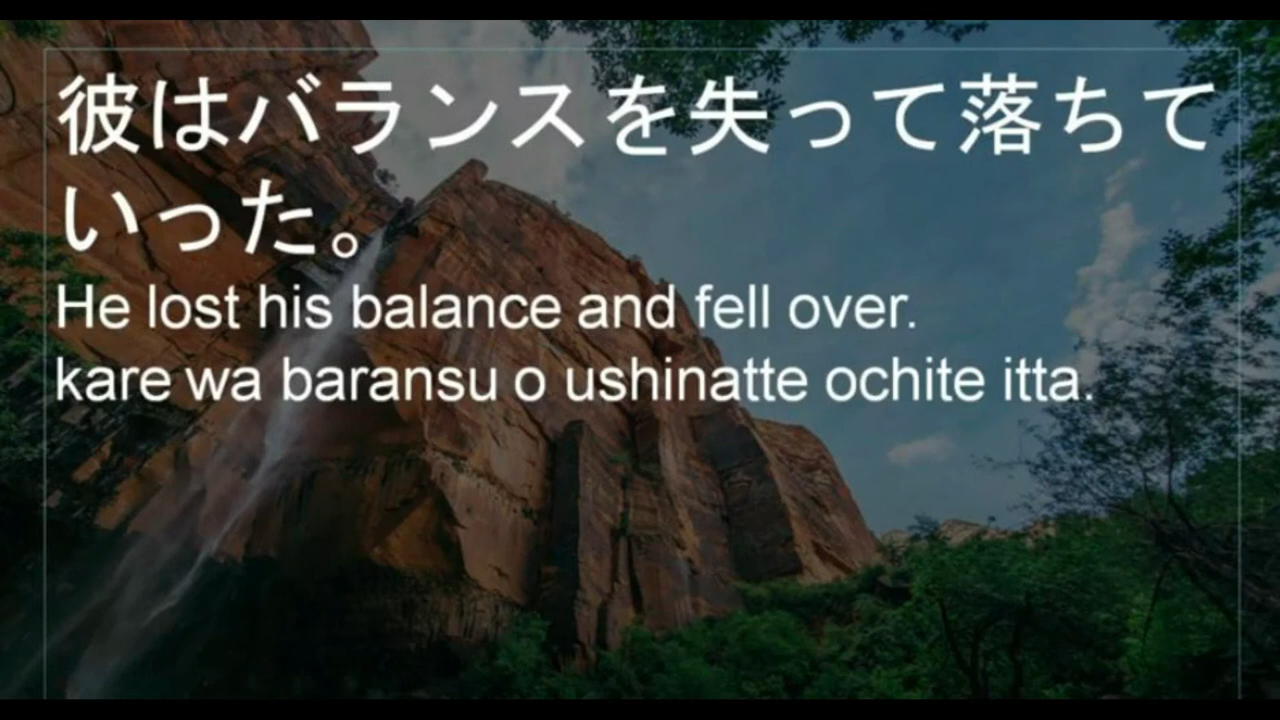 彼はバランスを失って落ちて
いった。
He lost his balance and fell over.
kare wa baransu o ushinatte ochite itta.